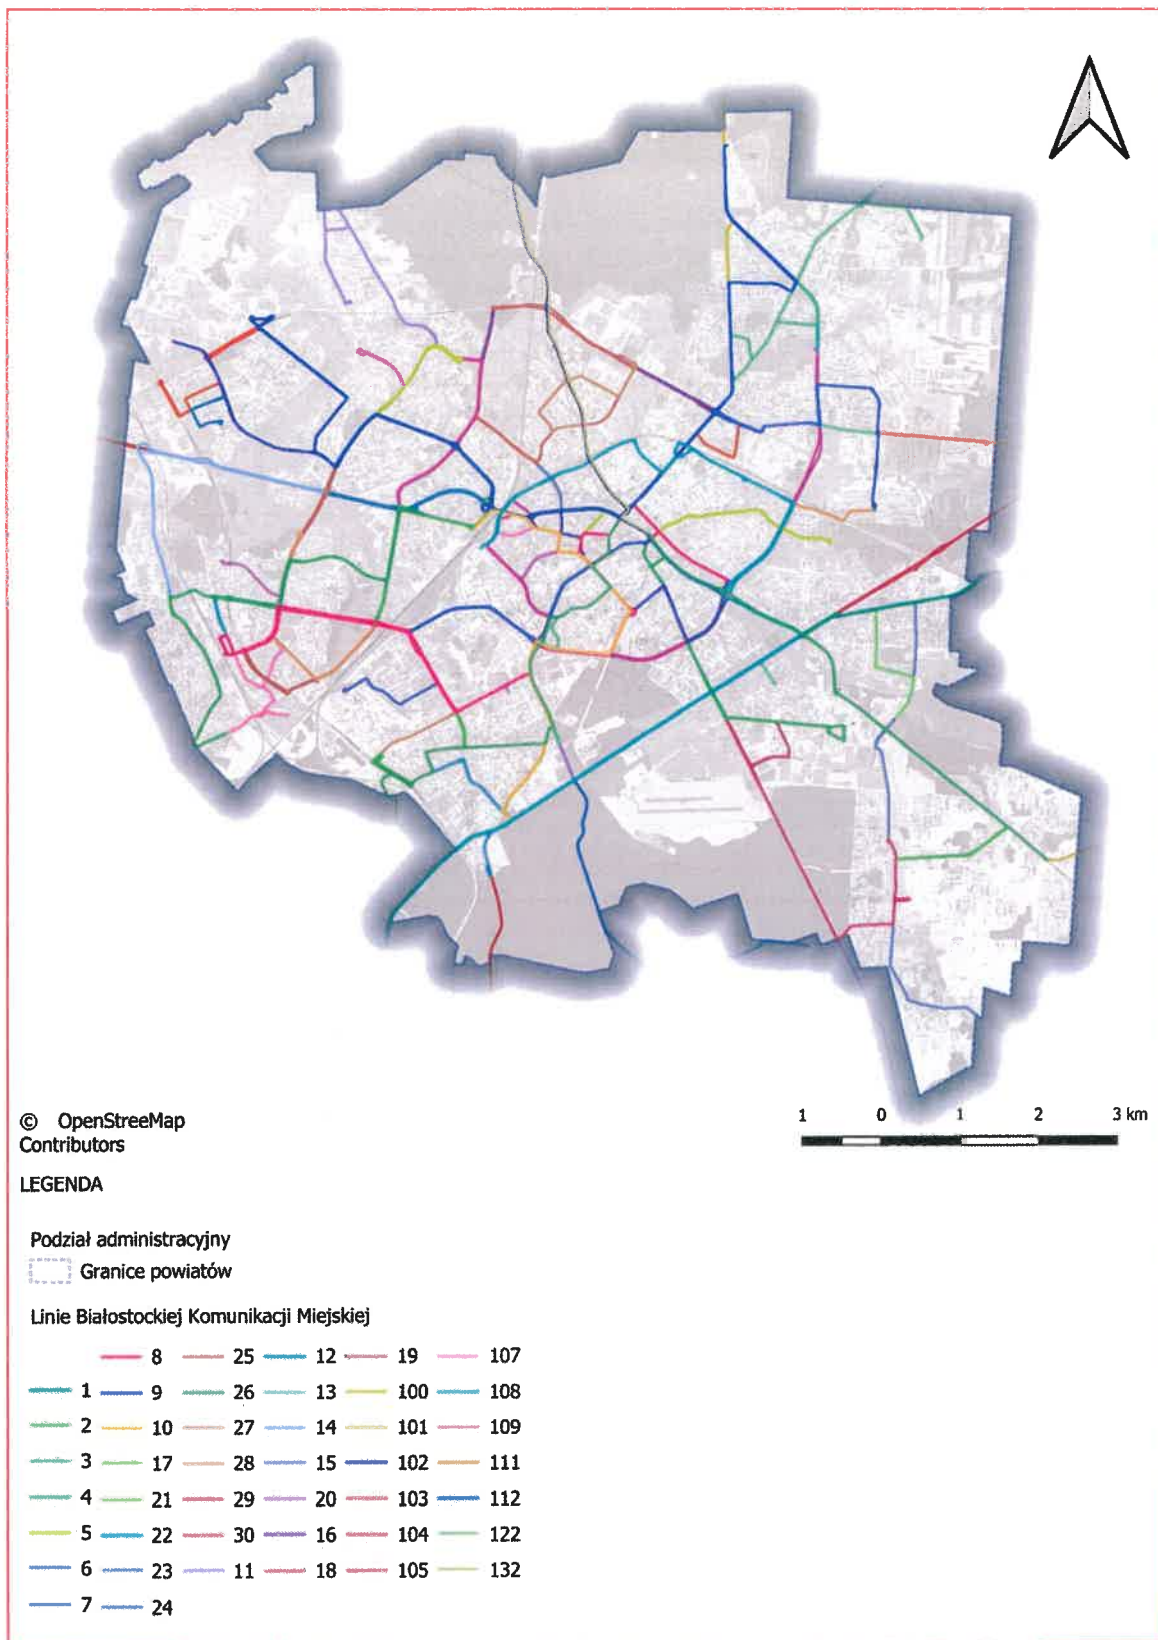 © OpenStreetMap
Contributors
1 0 1 2 3 km
LEGENDA
Podział administracyjny
Granice powiatów
Linie Białostockiej Komunikacji Miejskiej
8 25 12 19 107
1 9 26 13 100 108
2 10 27 14 101 109
3 17 28 15 102 111
4 21 29 20 103 112
5 22 30 16 104 122
6 23 11 18 105 132
7 24